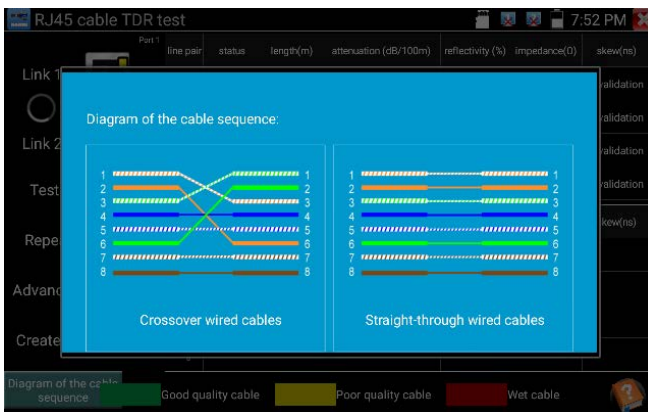 RJ45 cable TDR test
7:52 PM
Port 1
line pair status length(m) attenuation (dB/100m) reflectivity (%) impedance(Ω) skew(ns)
Link 1
validation
validation
Link 2
validation
Test
validation
skew(ns)
Diagram of the cable sequence:
1 1 1 1
2 2 2 2
3 3 3 3
4 4 4 4
5 5 5 5
6 6 6 6
7 7 7 7
8 8 8 8
Crossover wired cables Straight-through wired cables
Repe
Advanc
Create
Diagram of the cable
sequence
Good quality cable Poor quality cable Wet cable